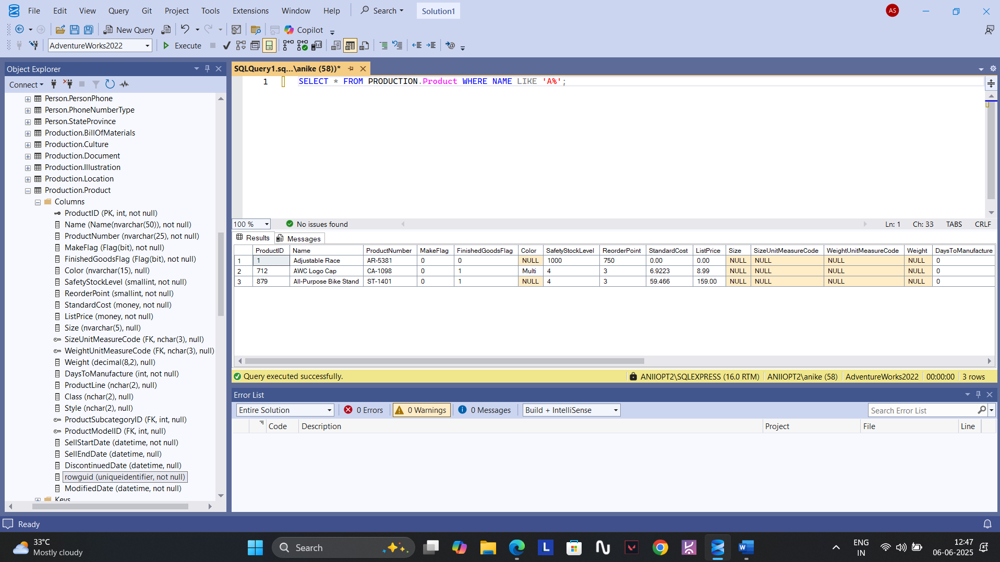 File Edit View Query Git Project Tools Extensions Window Help Search Solution1 AS
New Query Copilot
AdventureWorks2022 Execute
Object Explorer
Connect
Person.PersonPhone
Person.PhoneNumberType
Person.StateProvince
Production.BillOfMaterials
Production.Culture
Production.Document
Production.Illustration
Production.Location
Production.Product
Columns
ProductID (PK, int, not null)
Name (Name(nvarchar(50)), not null)
ProductNumber (nvarchar(25), not null)
MakeFlag (Flag(bit), not null)
FinishedGoodsFlag (Flag(bit), not null)
Color (nvarchar(15), null)
SafetyStockLevel (smallint, not null)
ReorderPoint (smallint, not null)
StandardCost (money, not null)
ListPrice (money, not null)
Size (nvarchar(5), null)
SizeUnitMeasureCode (FK, nchar(3), null)
WeightUnitMeasureCode (FK, nchar(3), null)
Weight (decimal(8,2), null)
DaysToManufacture (int, not null)
ProductLine (nchar(2), null)
Class (nchar(2), null)
Style (nchar(2), null)
ProductSubcategoryID (FK, int, null)
ProductModelID (FK, int, null)
SellStartDate (datetime, not null)
SellEndDate (datetime, null)
DiscontinuedDate (datetime, null)
rowguid (uniqueidentifier, not null)
ModifiedDate (datetime, not null)
Keys
SQLQuery1.sq...\anike (58))*
1 SELECT * FROM PRODUCTION.Product WHERE NAME LIKE 'A%';
100 % No issues found Ln: 1 Ch: 33 TABS CRLF
Results Messages
ProductID Name ProductNumber MakeFlag FinishedGoodsFlag Color SafetyStockLevel ReorderPoint StandardCost ListPrice Size SizeUnitMeasureCode WeightUnitMeasureCode Weight DaysToManufacture
1 1 Adjustable Race AR-5381 0 0 NULL 1000 750 0.00 0.00 NULL NULL NULL NULL 0
2 712 AWC Logo Cap CA-1098 0 1 Multi 4 3 6.9223 8.99 NULL NULL NULL NULL 0
3 879 All-Purpose Bike Stand ST-1401 0 1 NULL 4 3 59.466 159.00 NULL NULL NULL NULL 0
Query executed successfully. ANIIOPT2\SQLEXPRESS (16.0 RTM) ANIIOPT2\anike (58) AdventureWorks2022 00:00:00 3 rows
Error List
Entire Solution 0 Errors 0 Warnings 0 Messages Build + IntelliSense Search Error List
Code Description Project File Line
Ready
33°C
Mostly cloudy
Search
ENG
IN
12:47
06-06-2025